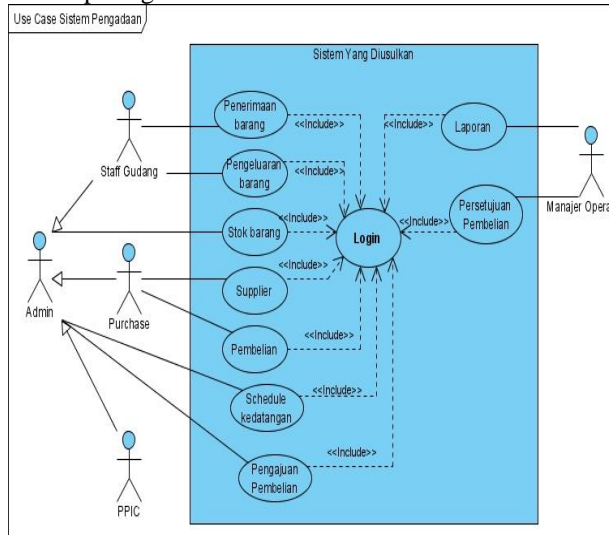 Use Case Sistem Pengadaan
Sistem Yang Diusulkan
Penerimaan
barang
<<Include>>
<<Include>>
Laporan
Staff Gudang
Pengeluaran
barang
<<Include>>
Manajer Opera
Persetujuan
Pembelian
<<Include>>
Stok barang
<<Include>>
Login
Admin
Purchase
Supplier
<<Include>>
Pembelian
<<Include>>
Schedule
kedatangan
<<Include>>
<<Include>>
Pengajuan
Pembelian
PPIC